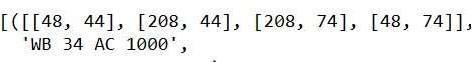 [([[48, 44], [208, 44], [208, 74], [48, 74]],
'WB 34 AC 1000',